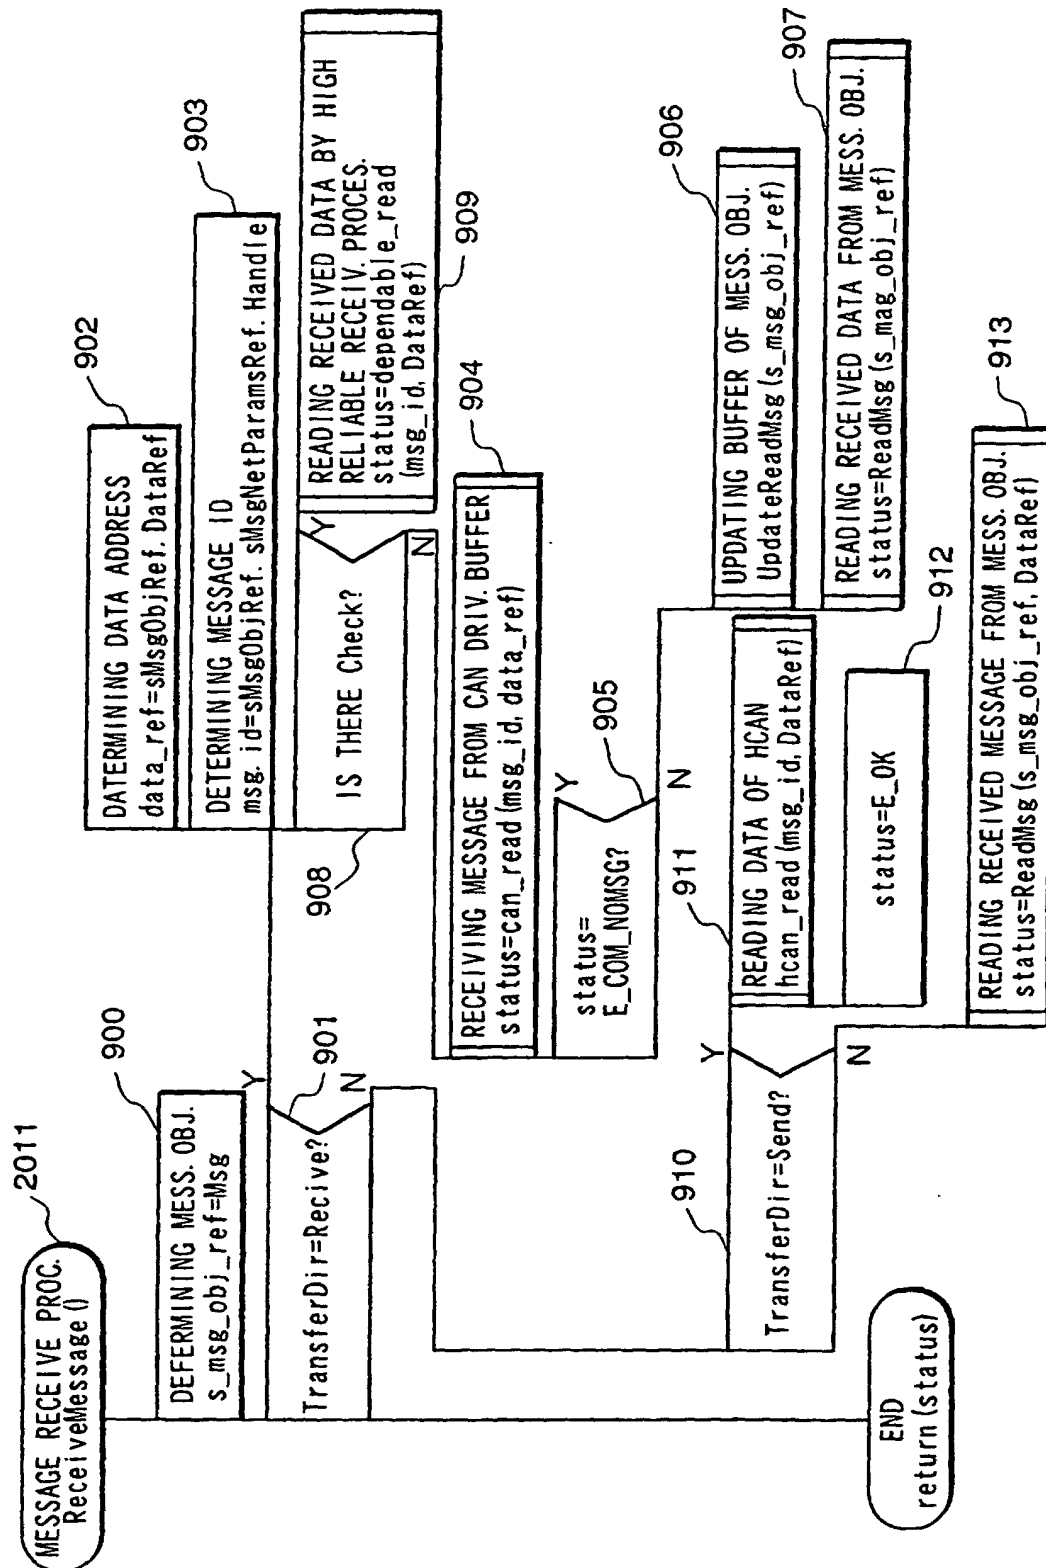 MESSAGE RECEIVE PROC.
ReceiveMessage()
2011
DEFERMINING MESS. OBJ.
s_msg_obj_ref=Msg
900
TransferDir=Recive?
901
Y
N
DATERMINING DATA ADDRESS
data_ref=sMsgObjRef.DataRef
902
DETERMINING MESSAGE ID
msg.id=sMsgObjRef.sMsgNetParamsRef.Handle
903
IS THERE Check?
908
Y
N
READING RECEIVED DATA BY HIGH
RELIABLE RECEIV. PROCES.
status=dependable_read
(msg_id, DataRef)
909
RECEIVING MESSAGE FROM CAN DRIV. BUFFER
status=can_read(msg_id, data_ref)
904
status=
E_COM_NOMSG?
905
Y
N
UPDATING BUFFER OF MESS. OBJ.
UpdateReadMsg(s_msg_obj_ref)
906
READING RECEIVED DATA FROM MESS. OBJ.
status=ReadMsg(s_mag_obj_ref)
907
TransferDir=Send?
910
Y
N
READING DATA OF HCAN
hcan_read(msg_id, DataRef)
911
status=E_OK
912
READING RECEIVED MESSAGE FROM MESS. OBJ.
status=ReadMsg(s_msg_obj_ref, DataRef)
913
END
return(status)